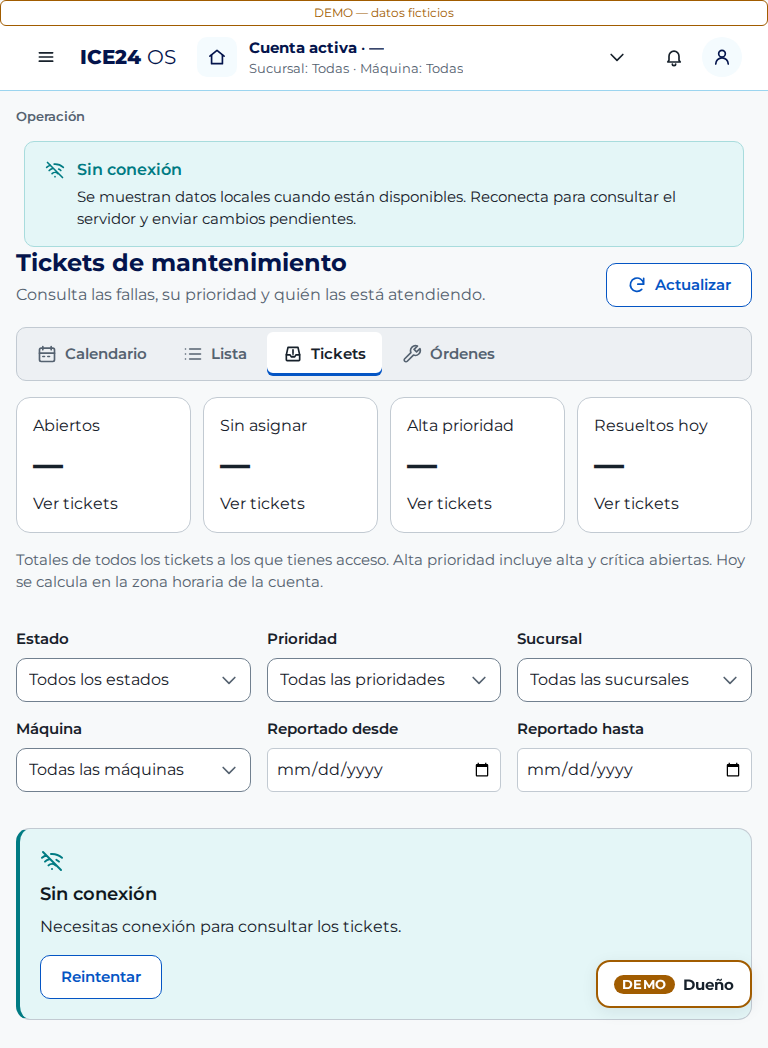 DEMO — datos ficticios
ICE24 OS
Cuenta activa · —
Sucursal: Todas · Máquina: Todas
Operación
Sin conexión
Se muestran datos locales cuando están disponibles. Reconecta para consultar el
servidor y enviar cambios pendientes.
Tickets de mantenimiento
Consulta las fallas, su prioridad y quién las está atendiendo.
Actualizar
Calendario Lista Tickets Órdenes
Abiertos Sin asignar Alta prioridad Resueltos hoy
— — — —
Ver tickets Ver tickets Ver tickets Ver tickets
Totales de todos los tickets a los que tienes acceso. Alta prioridad incluye alta y crítica abiertas. Hoy
se calcula en la zona horaria de la cuenta.
Estado Prioridad Sucursal
Todos los estados Todas las prioridades Todas las sucursales
Máquina Reportado desde Reportado hasta
Todas las máquinas mm/dd/yyyy mm/dd/yyyy
Sin conexión
Necesitas conexión para consultar los tickets.
Reintentar
DEMO Dueño